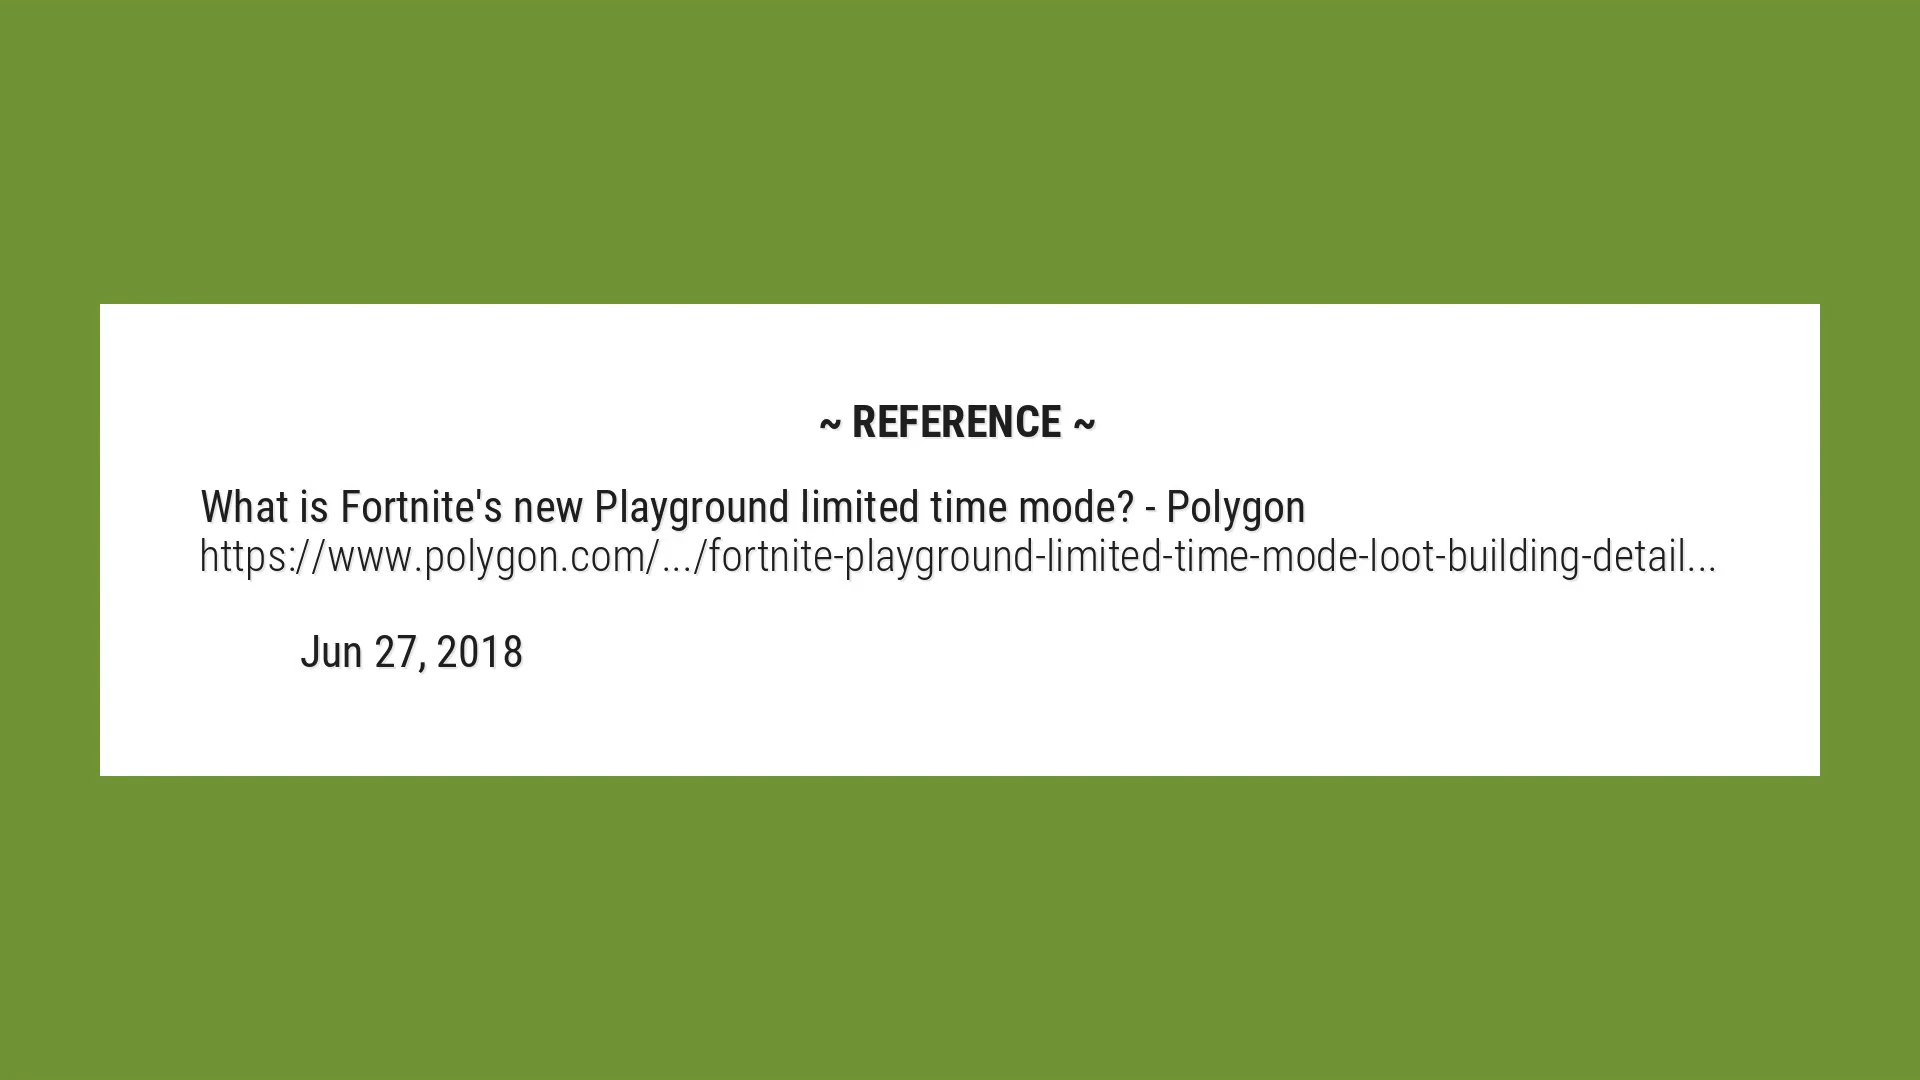 ~ REFERENCE ~
What is Fortnite's new Playground limited time mode? - Polygon
https://www.polygon.com/.../fortnite-playground-limited-time-mode-loot-building-detail...
Jun 27, 2018